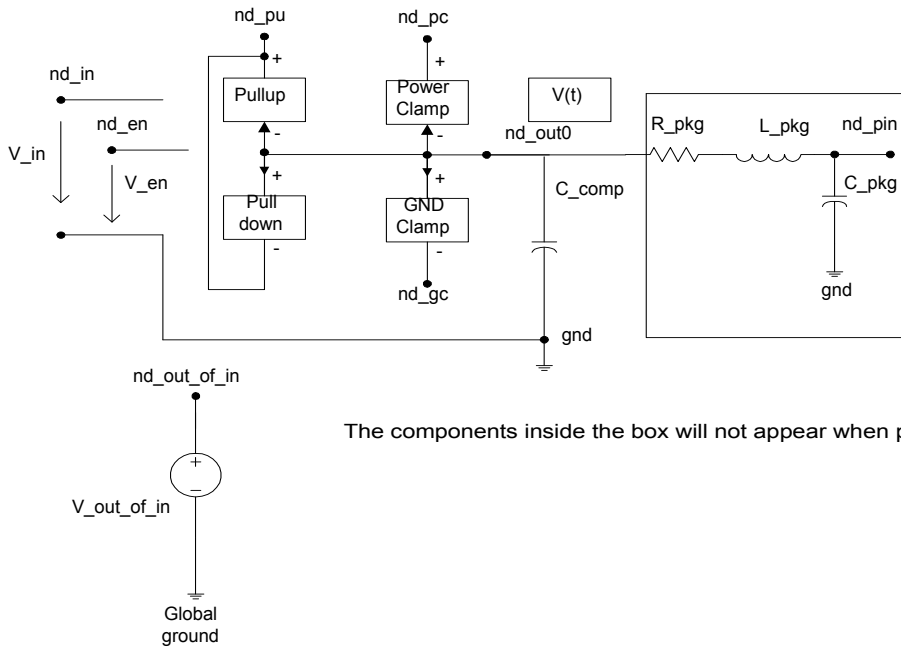 nd_pu
nd_pc
+
+
nd_in
Pullup
Power
Clamp
V(t)
nd_en
-
-
nd_out0
R_pkg
L_pkg
nd_pin
V_in
V_en
+
+
C_comp
C_pkg
Pull
down
GND
Clamp
-
-
nd_gc
gnd
gnd
nd_out_of_in
The components inside the box will not appear when p
+
−
V_out_of_in
Global
ground